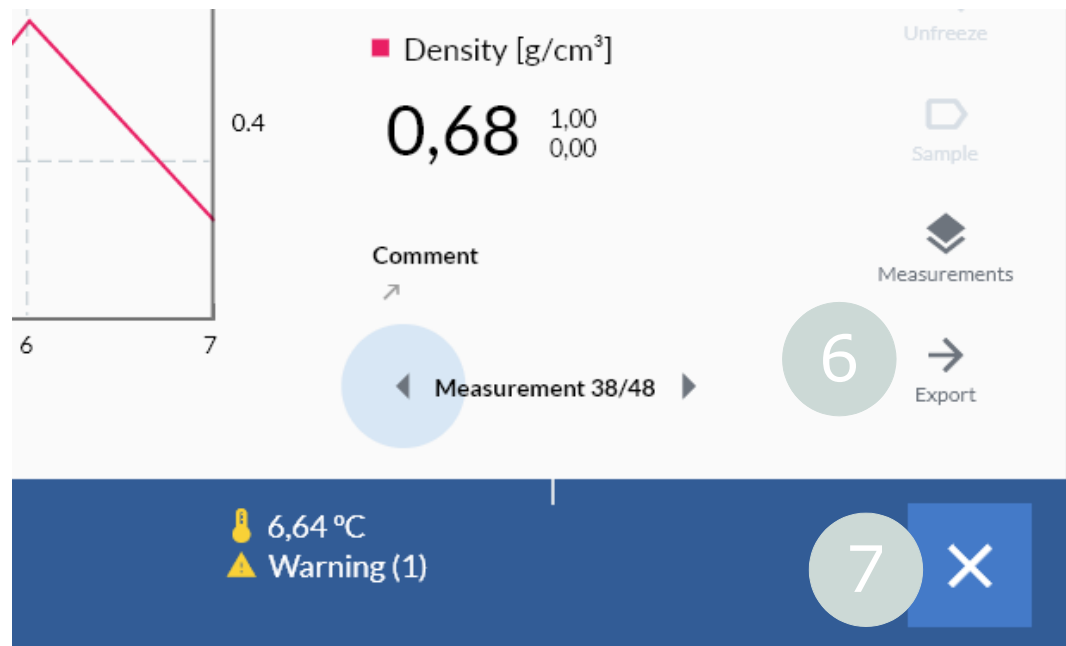 Unfreeze
Density [g/cm³]
0,68
1,00
0,00
0.4
Sample
Comment
Measurements
6
7
6
Measurement 38/48
Export
6,64 ºC
Warning (1)
7